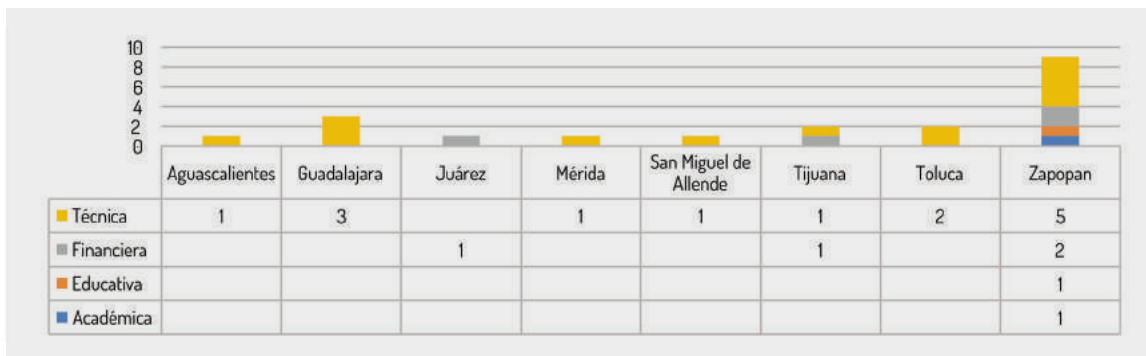 10
8
6
4
2
0
Aguascalientes Guadalajara Juárez Mérida San Miguel de Allende Tijuana Toluca Zapopan
Técnica 1 3 1 1 1 2 5
Financiera 1 1 2
Educativa 1
Académica 1